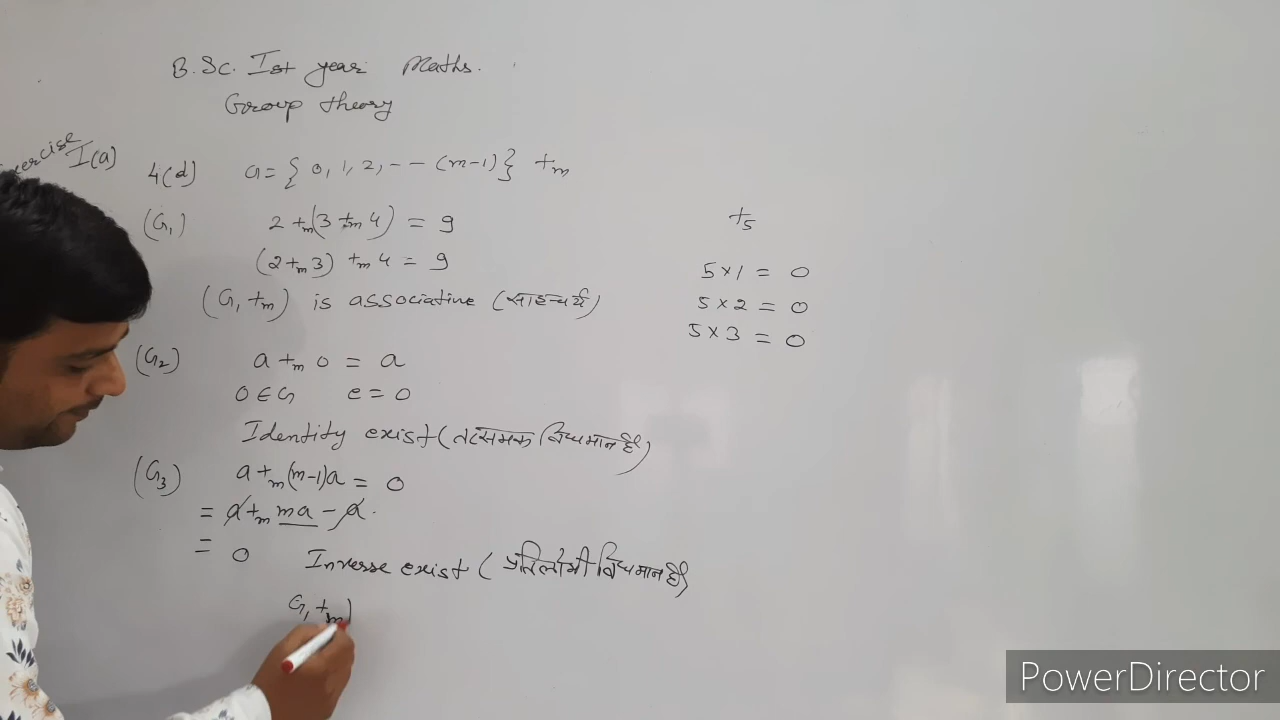 B.Sc. Ist year Maths.
Group theory
Exercise I(a)
4(d) G = { 0, 1, 2, -- (m-1)} +m
(G1) 2 +m (3 +m 4) = 9
(2 +m 3) +m 4 = 9
(G, +m) is associative (साहचर्य)
(G2) a +m 0 = a
0 ∈ G e = 0
Identity exist (तत्समक विद्यमान है)
(G3) a +m (m-1)a = 0
= a +m ma - a.
= 0 Inverse exist (प्रतिलोमी विद्यमान है)
G, +m)
+5
5 × 1 = 0
5 × 2 = 0
5 × 3 = 0
PowerDirector